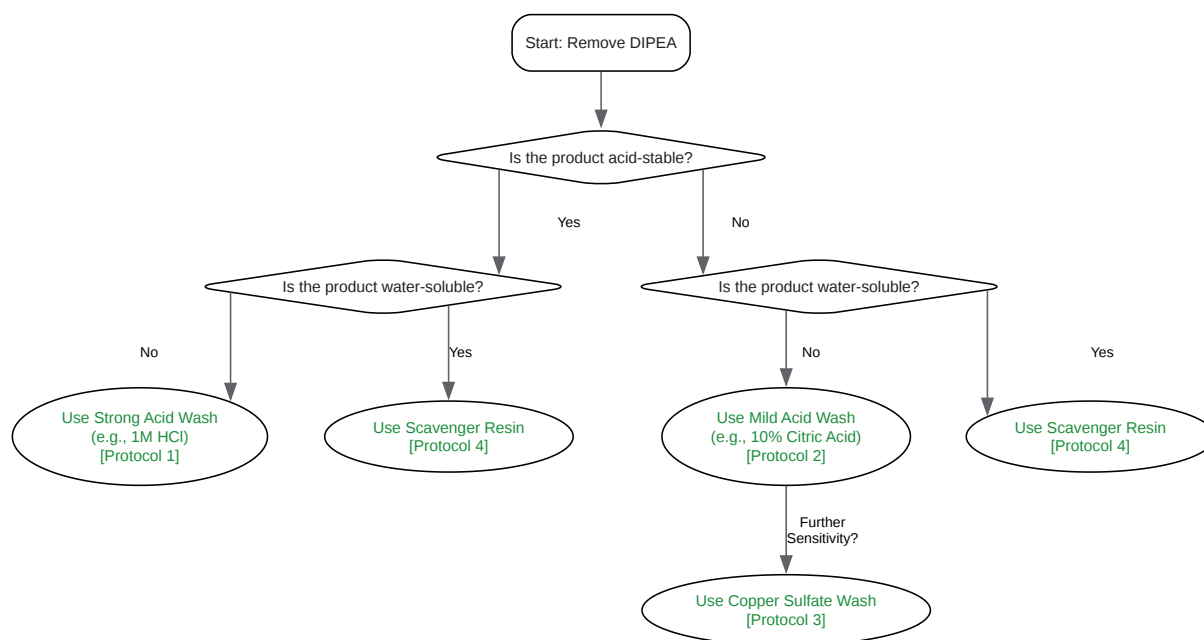 Start: Remove DIPEA
Is the product acid-stable?
Yes
No
Is the product water-soluble?
Is the product water-soluble?
No
Yes
No
Yes
Use Strong Acid Wash
(e.g., 1M HCl)
[Protocol 1]
Use Scavenger Resin
[Protocol 4]
Use Mild Acid Wash
(e.g., 10% Citric Acid)
[Protocol 2]
Use Scavenger Resin
[Protocol 4]
Further
Sensitivity?
Use Copper Sulfate Wash
[Protocol 3]